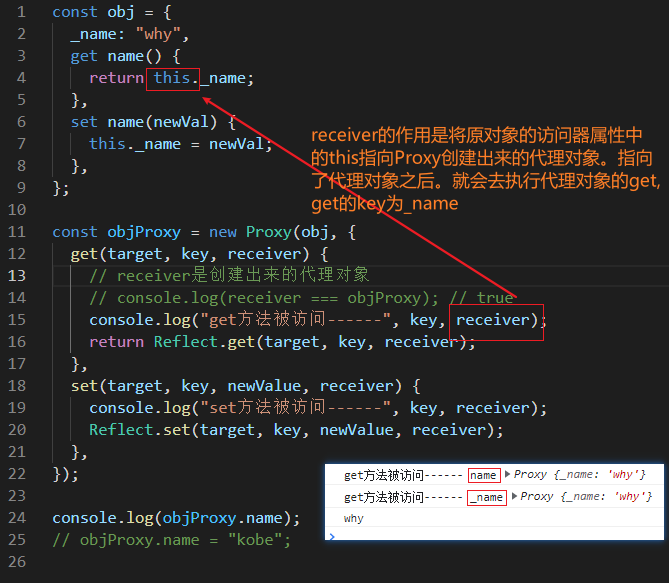 1 const obj = {
2 _name: "why",
3 get name() {
4 return this._name;
5 },
6 set name(newVal) {
7 this._name = newVal;
8 },
9 };
10
11 const objProxy = new Proxy(obj, {
12 get(target, key, receiver) {
13 // receiver是创建出来的代理对象
14 // console.log(receiver === objProxy); // true
15 console.log("get方法被访问------", key, receiver);
16 return Reflect.get(target, key, receiver);
17 },
18 set(target, key, newValue, receiver) {
19 console.log("set方法被访问------", key, receiver);
20 Reflect.set(target, key, newValue, receiver);
21 },
22 });
23
24 console.log(objProxy.name);
25 // objProxy.name = "kobe";
26
receiver的作用是将原对象的访问器属性中
的this指向Proxy创建出来的代理对象。指向
了代理对象之后。就会去执行代理对象的get,
get的key为_name
get方法被访问------ name ▶ Proxy {_name: 'why'}
get方法被访问------ _name ▶ Proxy {_name: 'why'}
why
>